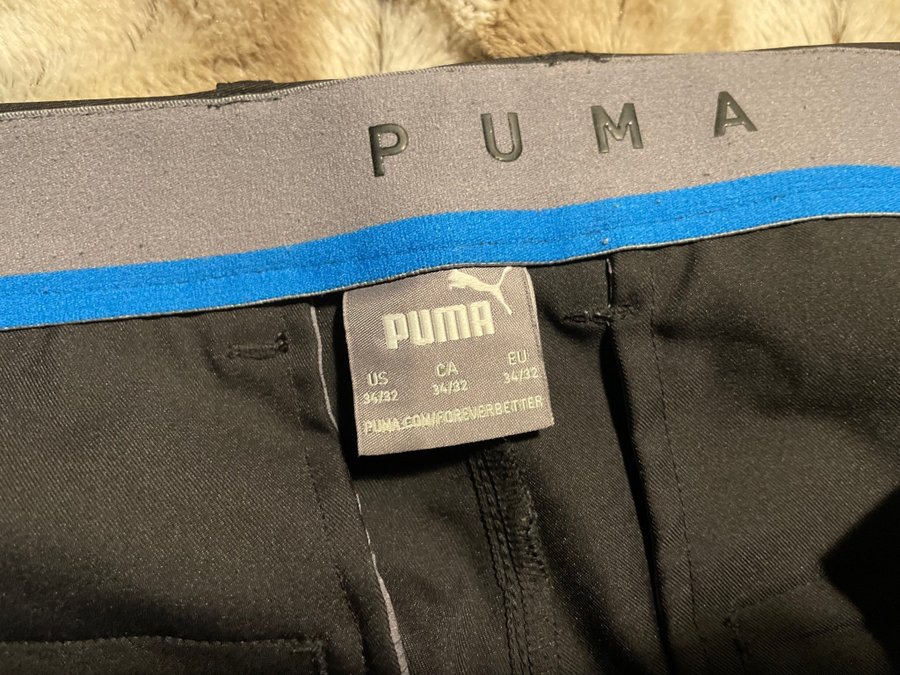 PUMA
PUMA
US CA EU
34/32 34/32 34/32
PUMA.COM/FOREVERBETTER